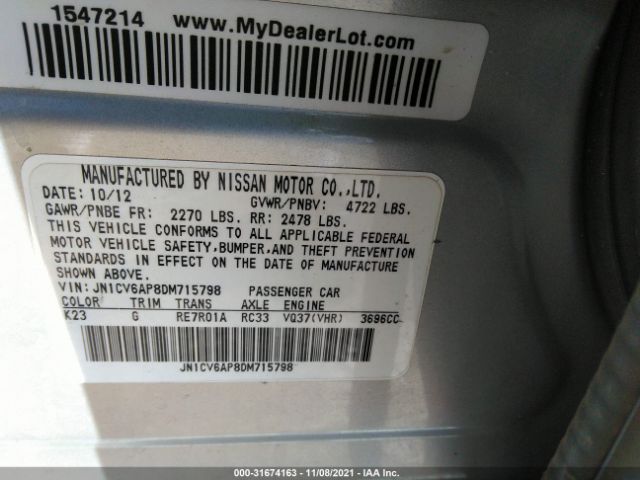 1547214 www.MyDealerLot.com
MANUFACTURED BY NISSAN MOTOR CO.,LTD.
DATE: 10/12 GVWR/PNBV: 4722 LBS.
GAWR/PNBE FR: 2270 LBS. RR: 2478 LBS.
THIS VEHICLE CONFORMS TO ALL APPLICABLE FEDERAL
MOTOR VEHICLE SAFETY,BUMPER,AND THEFT PREVENTION
STANDARDS IN EFFECT ON THE DATE OF MANUFACTURE
SHOWN ABOVE.
VIN: JN1CV6AP8DM715798 PASSENGER CAR
COLOR TRIM TRANS AXLE ENGINE
K23 G RE7R01A RC33 VQ37(VHR) 3696CC
JN1CV6AP8DM715798
000-31674163 - 11/08/2021 - IAA Inc.